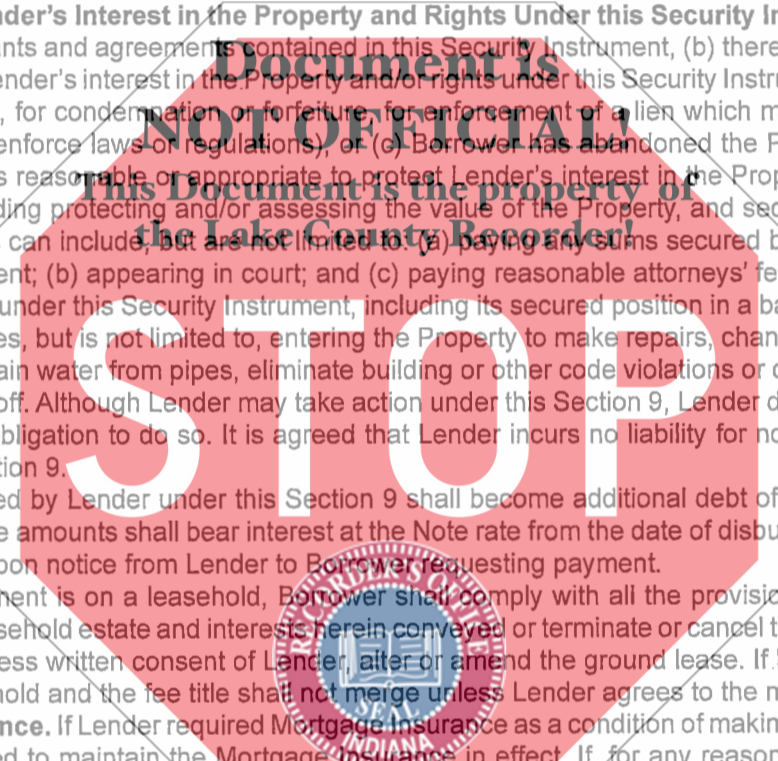 der's Interest in the Property and Rights Under this Security In
nts and agreements contained in this Security Instrument, (b) there
Document is
ender's interest in the Property and/or rights under this Security Instr
, for condemnation or forfeiture, for enforcement of a lien which m
NOT OFFICIAL!
enforce laws or regulations), or (c) Borrower has abandoned the P
s reasonable or appropriate to protect Lender's interest in the Prop
This Document is the property of
ding protecting and/or assessing the value of the Property, and sec
the Lake County Recorder!
can include, but are not limited to: (a) paying any sums secured b
ent; (b) appearing in court; and (c) paying reasonable attorneys' fe
under this Security Instrument, including its secured position in a ba
es, but is not limited to, entering the Property to make repairs, chan
STOP
ain water from pipes, eliminate building or other code violations or d
off. Although Lender may take action under this Section 9, Lender d
bligation to do so. It is agreed that Lender incurs no liability for no
tion 9.
ed by Lender under this Section 9 shall become additional debt of
e amounts shall bear interest at the Note rate from the date of disbu
pon notice from Lender to Borrower requesting payment.
nent is on a leasehold, Borrower shall comply with all the provisio
sehold estate and interests herein conveyed or terminate or cancel t
ess written consent of Lender, alter or amend the ground lease. If
hold and the fee title shall not merge unless Lender agrees to the m
nce. If Lender required Mortgage Insurance as a condition of makin
ed to maintain the Mortgage Insurance in effect. If, for any reason
RECORDER'S OFFICE
SEAL
INDIANA